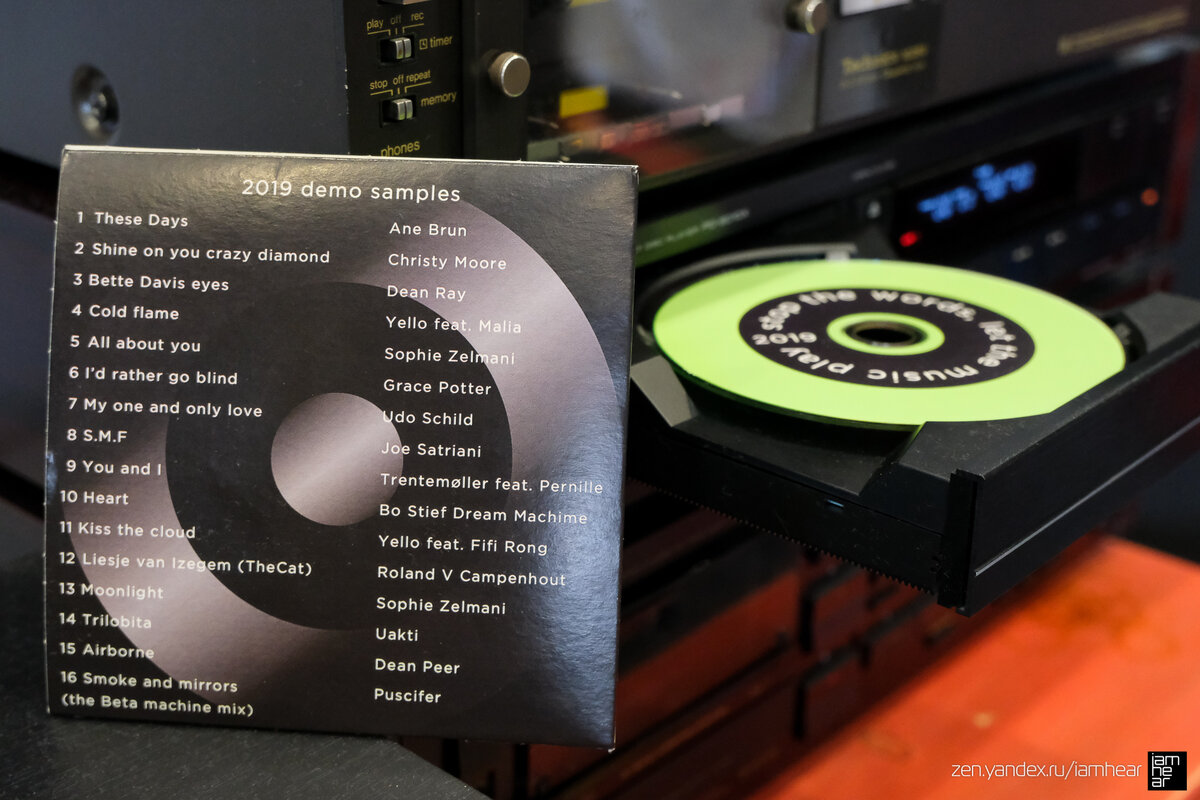 play off rec
timer
stop off repeat
memory
phones
2019 demo samples
1 These Days Ane Brun
2 Shine on you crazy diamond Christy Moore
3 Bette Davis eyes Dean Ray
4 Cold flame Yello feat. Malia
5 All about you Sophie Zelmani
6 I'd rather go blind Grace Potter
7 My one and only love Udo Schild
8 S.M.F Joe Satriani
9 You and I Trentemøller feat. Pernille
10 Heart Bo Stief Dream Machine
11 Kiss the cloud Yello feat. Fifi Rong
12 Liesje van Izegem (TheCat) Roland V Campenhout
13 Moonlight Sophie Zelmani
14 Trilobita Uakti
15 Airborne Dean Peer
16 Smoke and mirrors Puscifer
(the Beta machine mix)
stop the words, let the music play
2019
zen.yandex.ru/iamhear
iam
he
ar